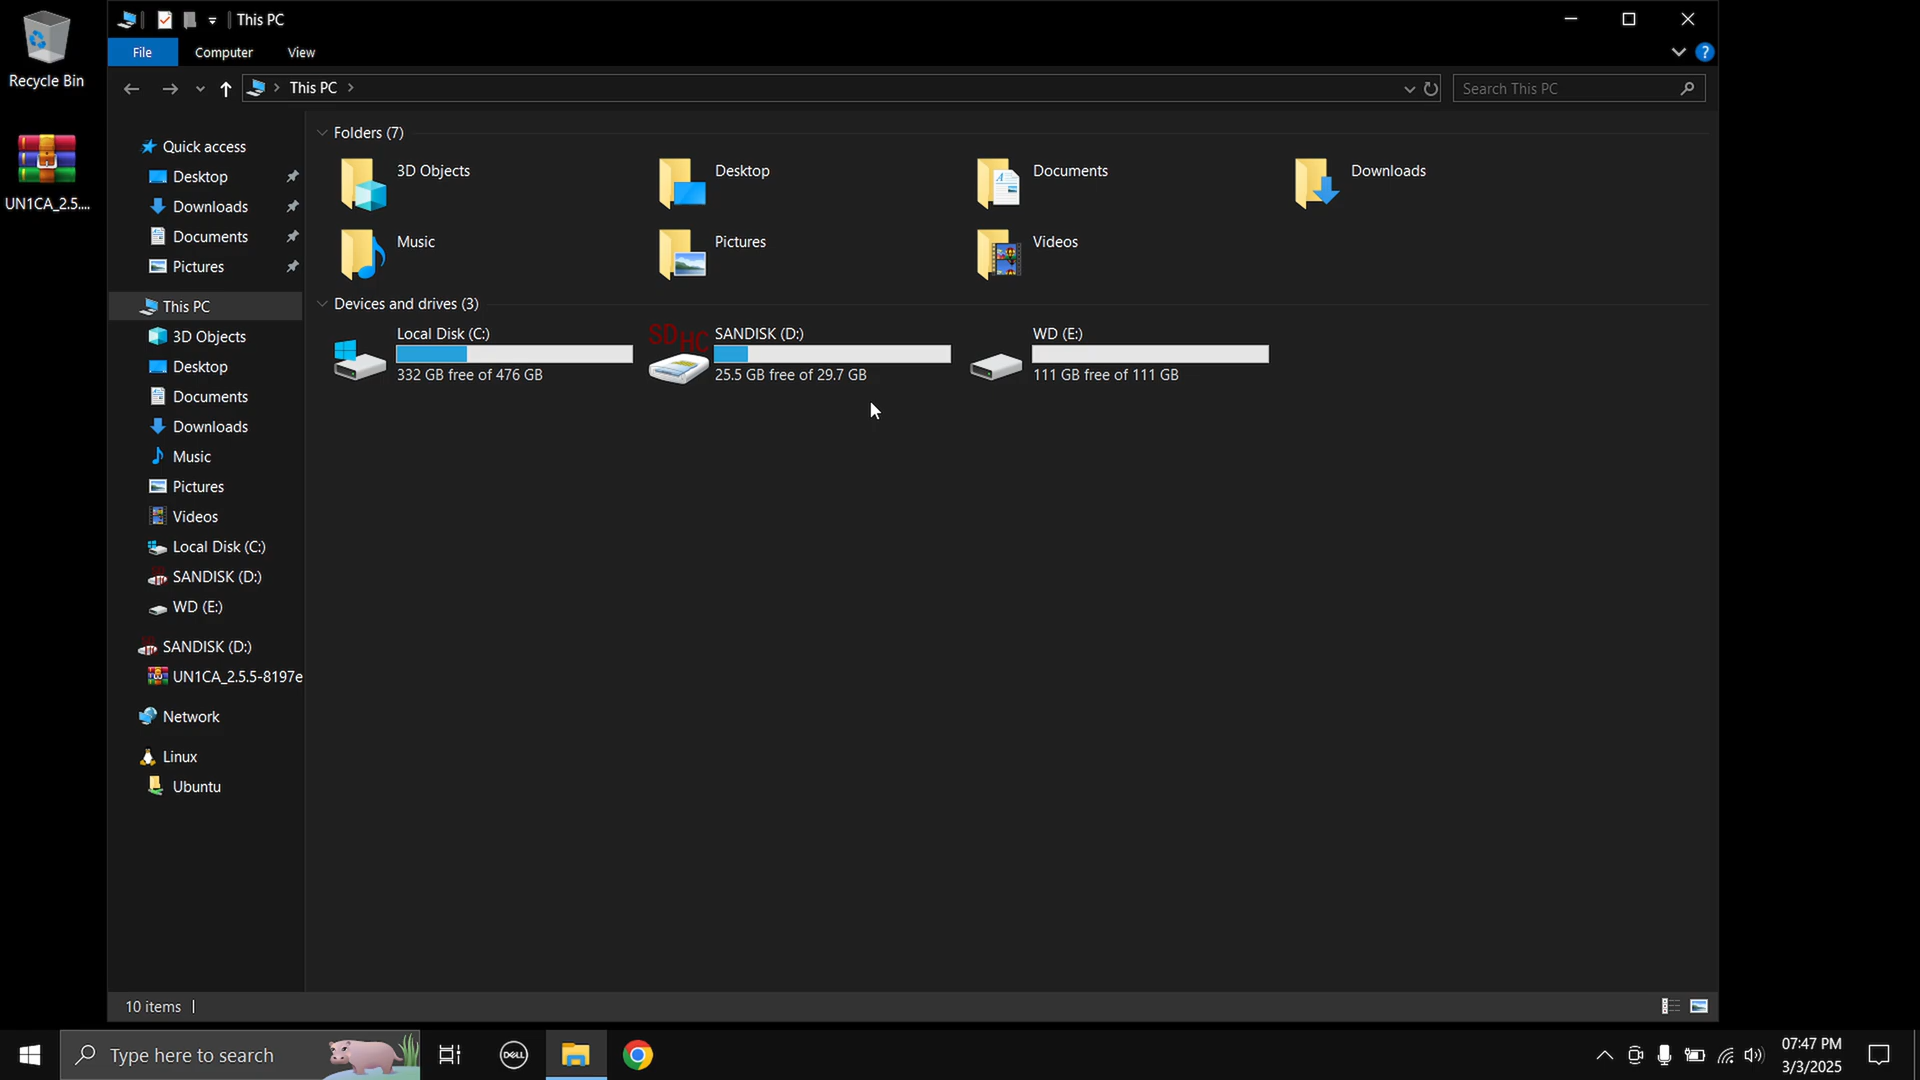 Recycle Bin
UN1CA_2.5....
This PC
File
Computer
View
?
This PC
Search This PC
Quick access
Desktop
Downloads
Documents
Pictures
This PC
3D Objects
Desktop
Documents
Downloads
Music
Pictures
Videos
Local Disk (C:)
SANDISK (D:)
WD (E:)
SANDISK (D:)
UN1CA_2.5.5-8197e
Network
Linux
Ubuntu
Folders (7)
3D Objects
Desktop
Documents
Downloads
Music
Pictures
Videos
Devices and drives (3)
Local Disk (C:)
332 GB free of 476 GB
SDHC
SANDISK (D:)
25.5 GB free of 29.7 GB
WD (E:)
111 GB free of 111 GB
10 items
Type here to search
DELL
07:47 PM
3/3/2025